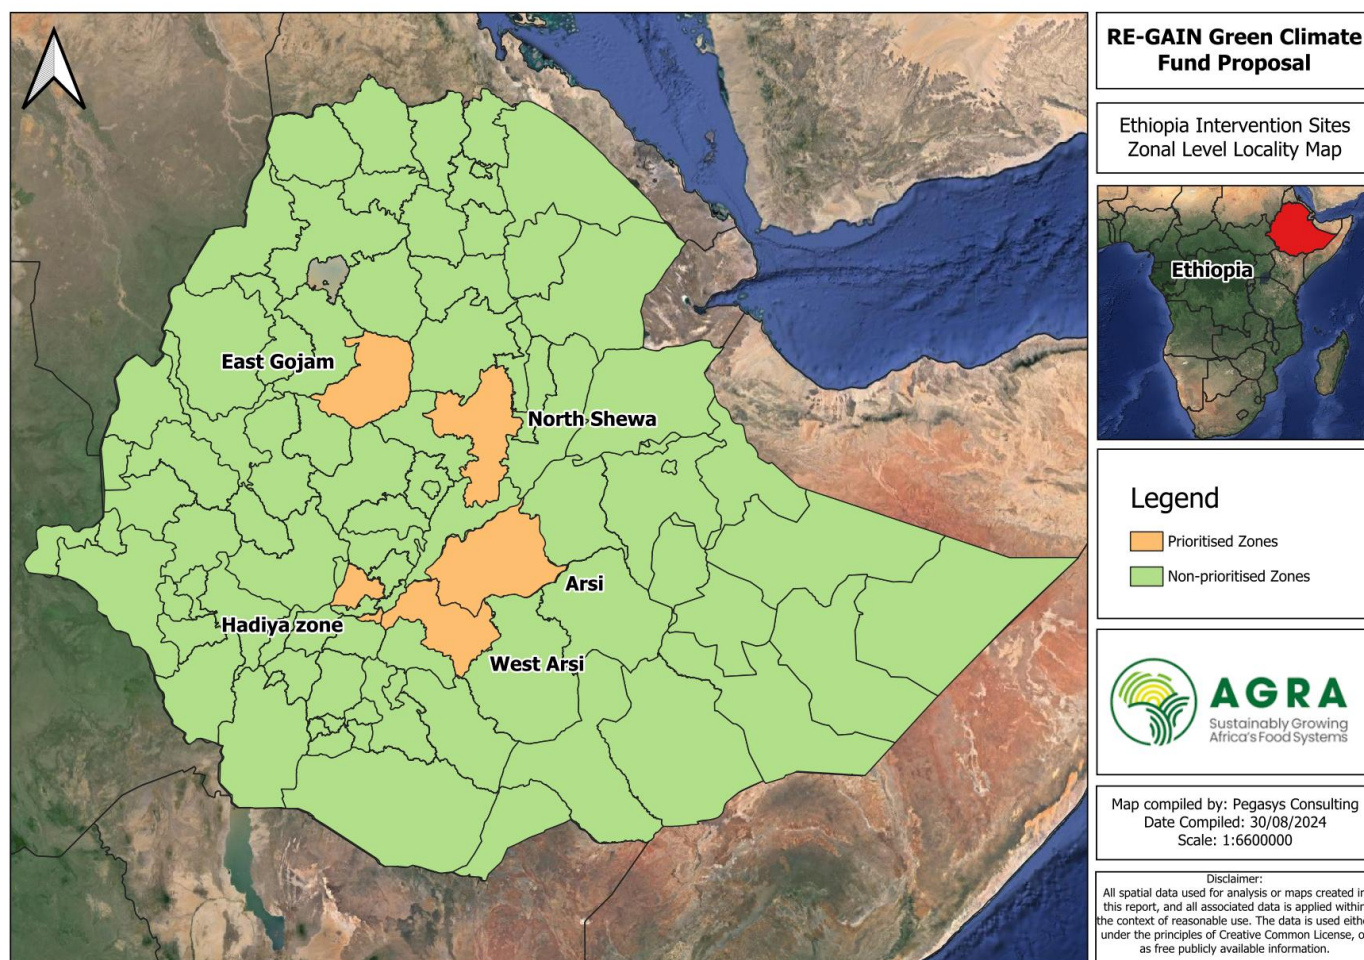 RE-GAIN Green Climate
Fund Proposal
Ethiopia Intervention Sites
Zonal Level Locality Map
Ethiopia
East Gojam
North Shewa
Arsi
Hadiya zone
West Arsi
Legend
Prioritised Zones
Non-prioritised Zones
AGRA
Sustainably Growing
Africa's Food Systems
Map compiled by: Pegasys Consulting
Date Compiled: 30/08/2024
Scale: 1:6600000
Disclaimer:
All spatial data used for analysis or maps created in
this report, and all associated data is applied within
the context of reasonable use. The data is used eithe
under the principles of Creative Common License, o
as free publicly available information.